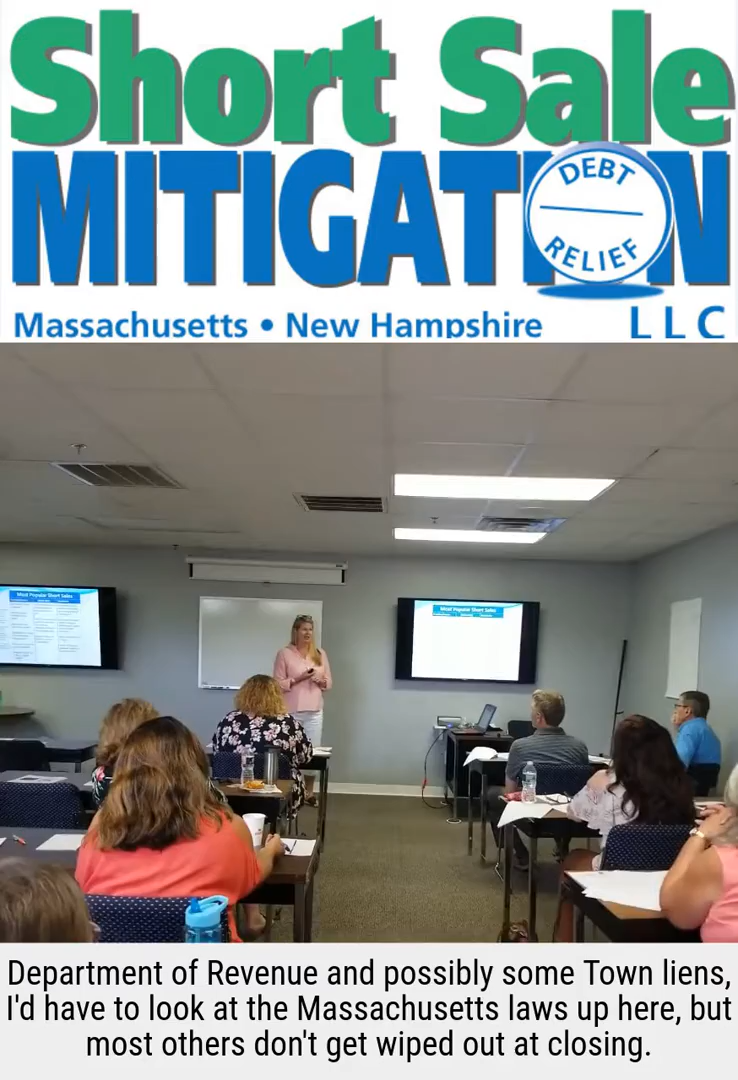 Short Sale
MITIGATION
DEBT
RELIEF
Massachusetts • New Hampshire LLC
Most Popular Short Sales
Most Popular Short Sales
Department of Revenue and possibly some Town liens,
I'd have to look at the Massachusetts laws up here, but
most others don't get wiped out at closing.